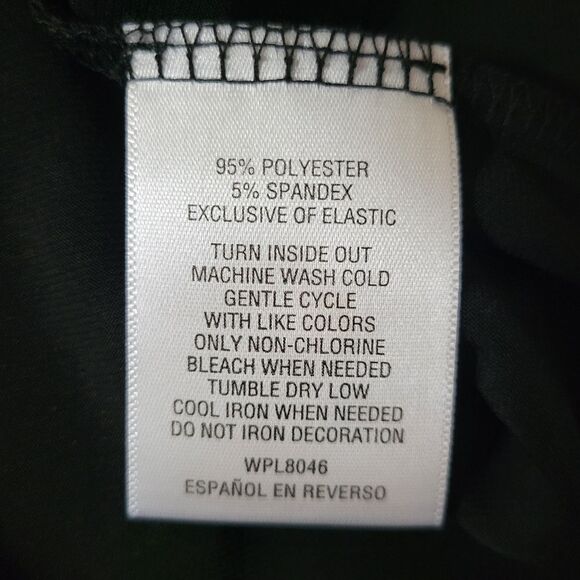 95% POLYESTER
5% SPANDEX
EXCLUSIVE OF ELASTIC
TURN INSIDE OUT
MACHINE WASH COLD
GENTLE CYCLE
WITH LIKE COLORS
ONLY NON-CHLORINE
BLEACH WHEN NEEDED
TUMBLE DRY LOW
COOL IRON WHEN NEEDED
DO NOT IRON DECORATION
WPL8046
ESPAÑOL EN REVERSO